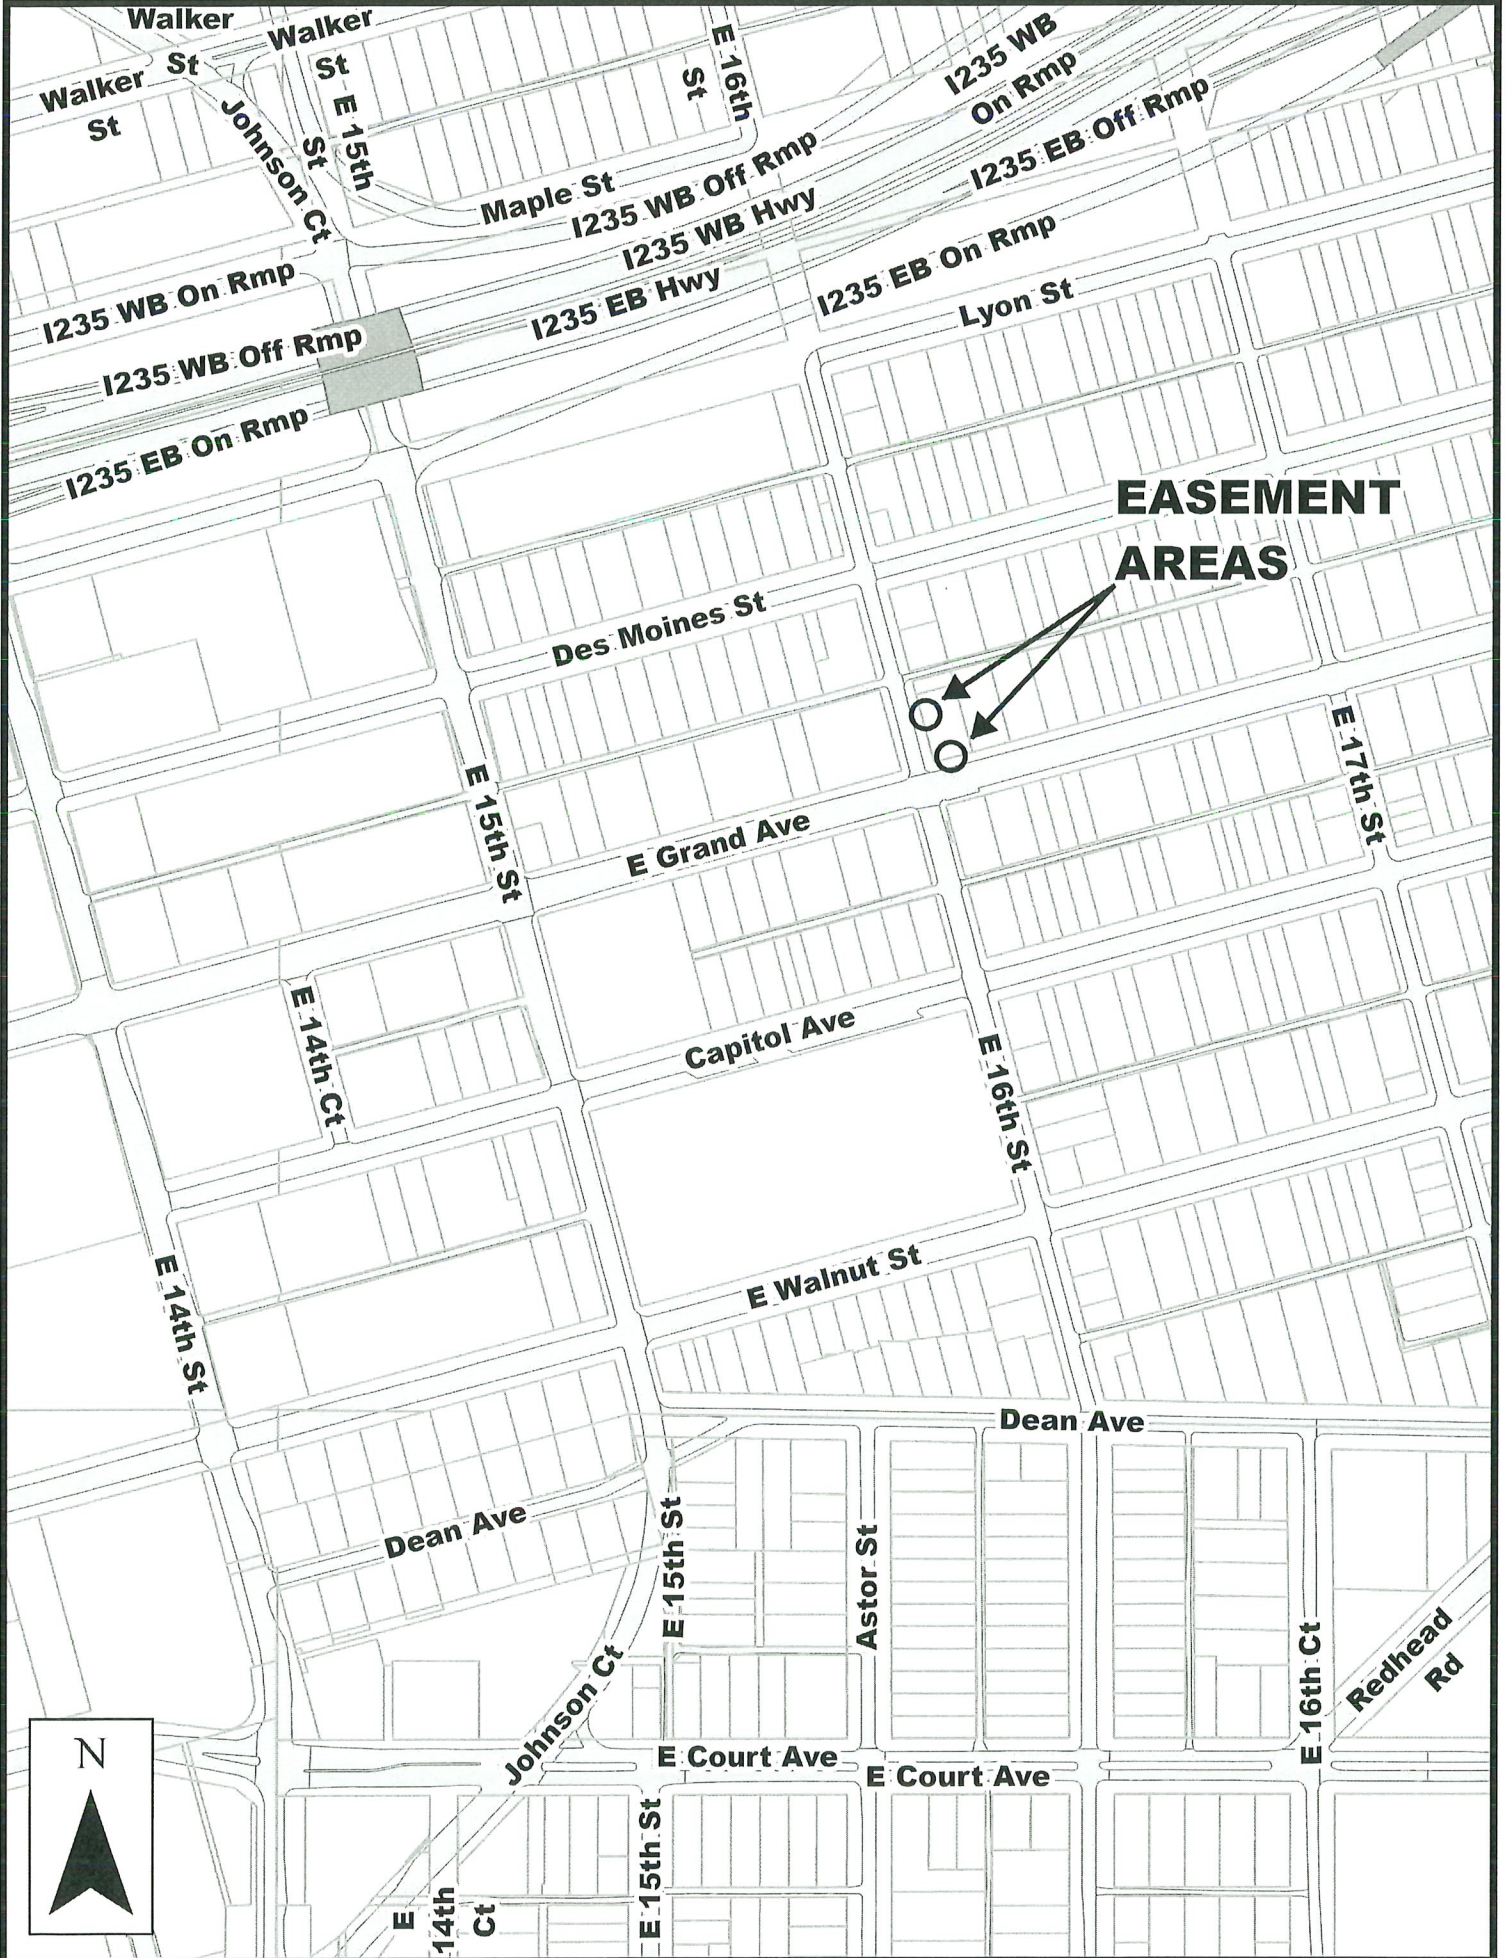 Walker
St
Walker
St
Walker
St
E 16th
St
I235 WB
On Rmp
Johnson Ct
E 15th
St
I235 EB Off Rmp
Maple St
I235 WB Off Rmp
I235 WB Hwy
I235 EB Hwy
I235 EB On Rmp
I235 WB On Rmp
Lyon St
I235 WB Off Rmp
I235 EB On Rmp
EASEMENT
AREAS
Des Moines St
E 17th St
E 15th St
E Grand Ave
E 14th Ct
Capitol Ave
E 16th St
E 14th St
E Walnut St
Dean Ave
Dean Ave
E 15th St
Astor St
E 16th Ct
Redhead
Rd
Johnson Ct
N
E Court Ave
E Court Ave
E 15th St
E
14th
Ct